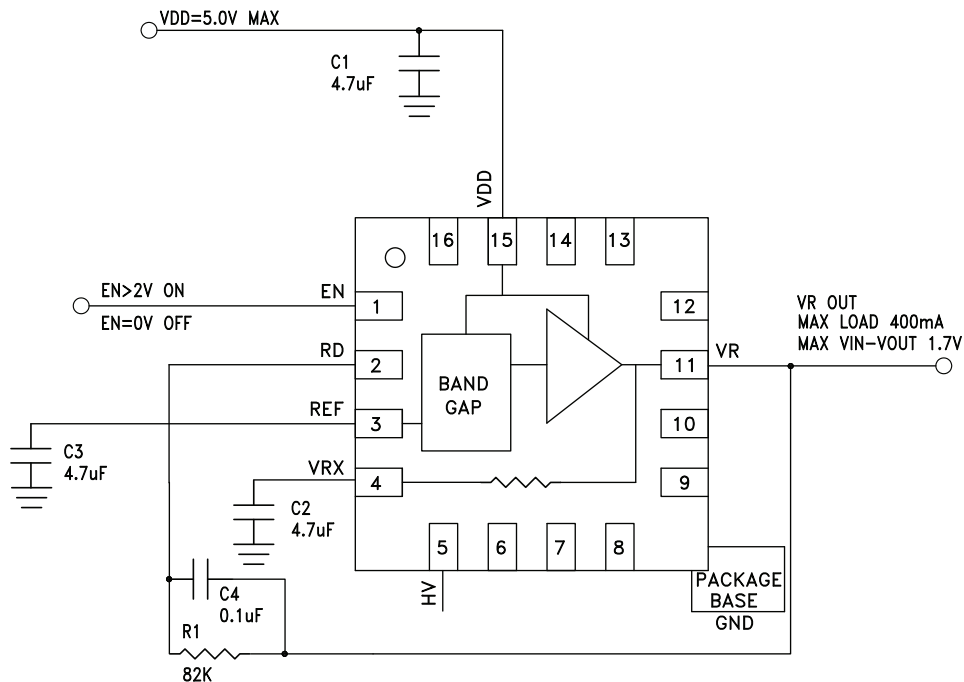 VDD=5.0V MAX
C1
4.7uF
VDD
16
15
14
13
EN>2V ON
EN=0V OFF
EN
1
RD
2
REF
3
VRX
4
BAND
GAP
12
11
10
9
VR
VR OUT
MAX LOAD 400mA
MAX VIN-VOUT 1.7V
C3
4.7uF
C2
4.7uF
5
6
7
8
HV
PACKAGE
BASE
GND
C4
0.1uF
R1
82K